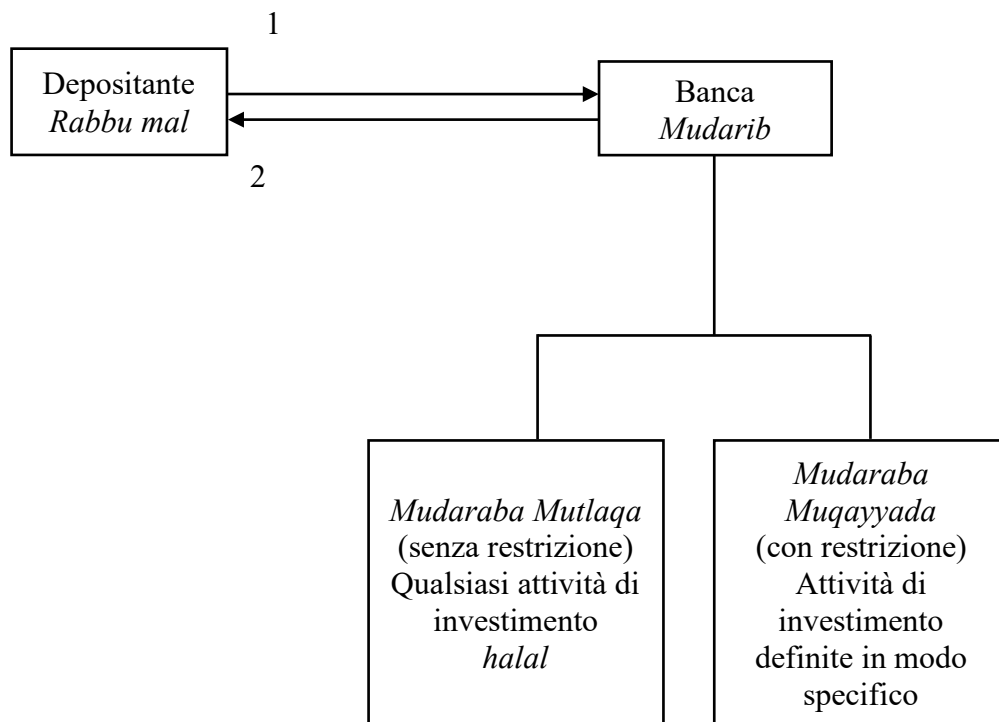 1
Depositante
Rabbu mal
Banca
Mudarib
2
Mudaraba Mutlaqa
(senza restrizione)
Qualsiasi attività di
investimento
halal
Mudaraba
Muqayyada
(con restrizione)
Attività di
investimento
definite in modo
specifico